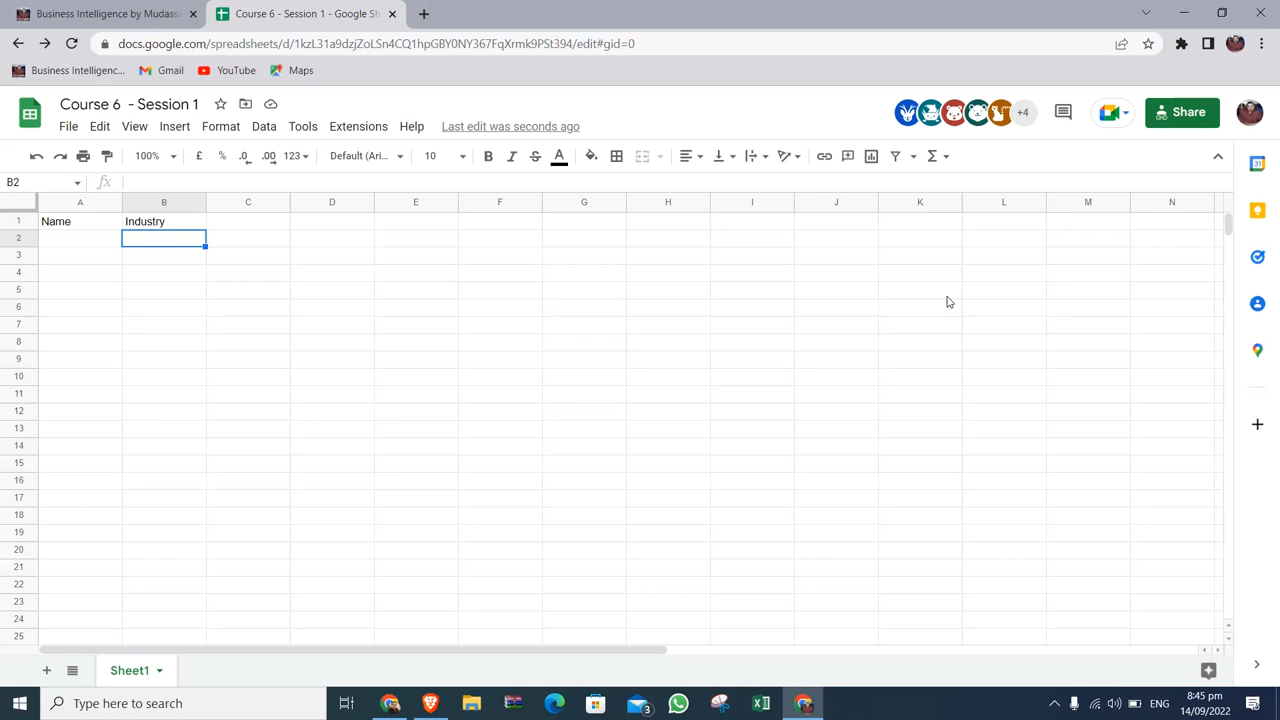 Business Intelligence by Mudasse
Course 6 - Session 1 - Google Sh
docs.google.com/spreadsheets/d/1kzL31a9dzjZoLSn4CQ1hpGBY0NY367FqXrmk9PSt394/edit#gid=0
Business Intelligenc... Gmail YouTube Maps
Course 6 - Session 1
+4 Share
File Edit View Insert Format Data Tools Extensions Help Last edit was seconds ago
100% £ % .0 .00 123 Default (Ari... 10 B I S A Σ
B2 fx
A B C D E F G H I J K L M N
1 Name Industry
2
3
4
5
6
7
8
9
10
11
12
13
14
15
16
17
18
19
20
21
22
23
24
25
Sheet1
31
Type here to search
3
ENG
8:45 pm
14/09/2022